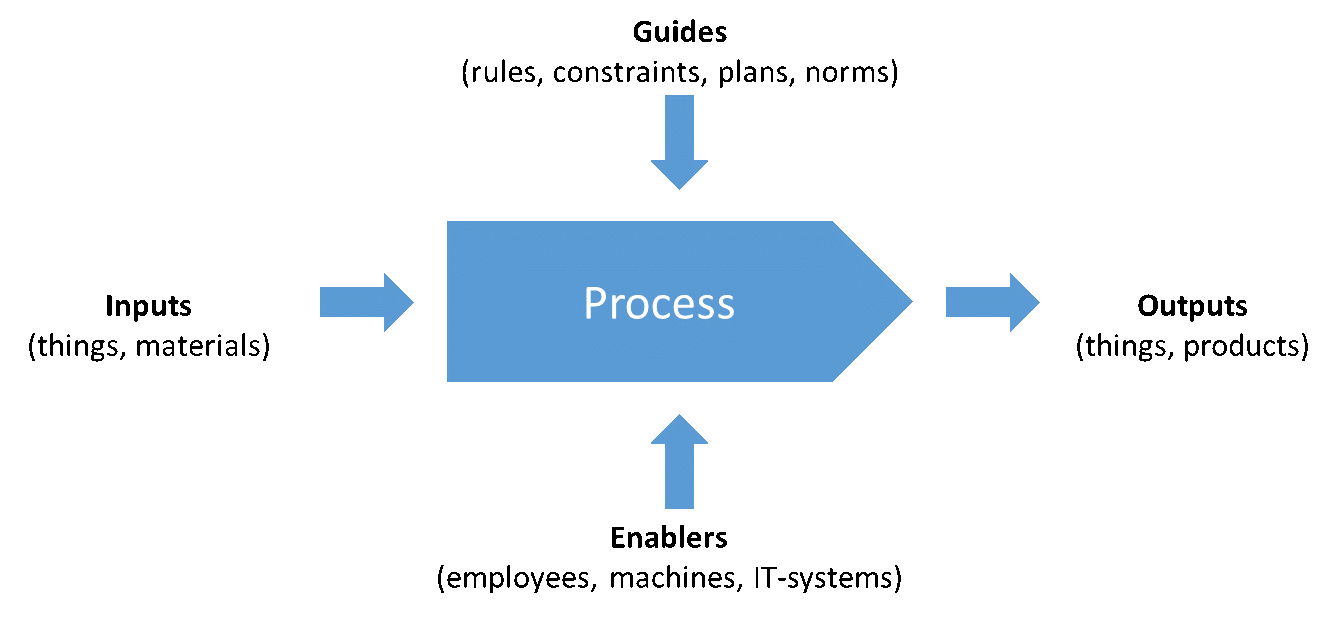 Guides
(rules, constraints, plans, norms)
Process
Inputs
(things, materials)
Outputs
(things, products)
Enablers
(employees, machines, IT-systems)